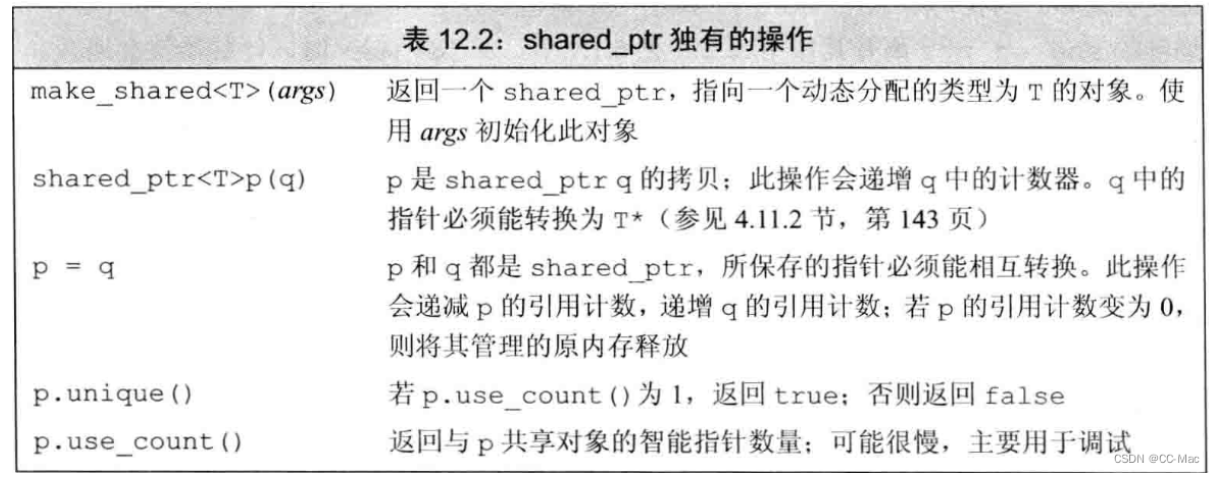 表 12.2：shared_ptr 独有的操作
make_shared<T>(args) 返回一个 shared_ptr，指向一个动态分配的类型为 T 的对象。使
用 args 初始化此对象
shared_ptr<T>p(q) p 是 shared_ptr q 的拷贝；此操作会递增 q 中的计数器。q 中的
指针必须能转换为 T*（参见 4.11.2 节，第 143 页）
p = q p 和 q 都是 shared_ptr，所保存的指针必须能相互转换。此操作
会递减 p 的引用计数，递增 q 的引用计数；若 p 的引用计数变为 0，
则将其管理的原内存释放
p.unique() 若 p.use_count() 为 1，返回 true；否则返回 false
p.use_count() 返回与 p 共享对象的智能指针数量；可能很慢，主要用于调试
CSDN @CC·Mac